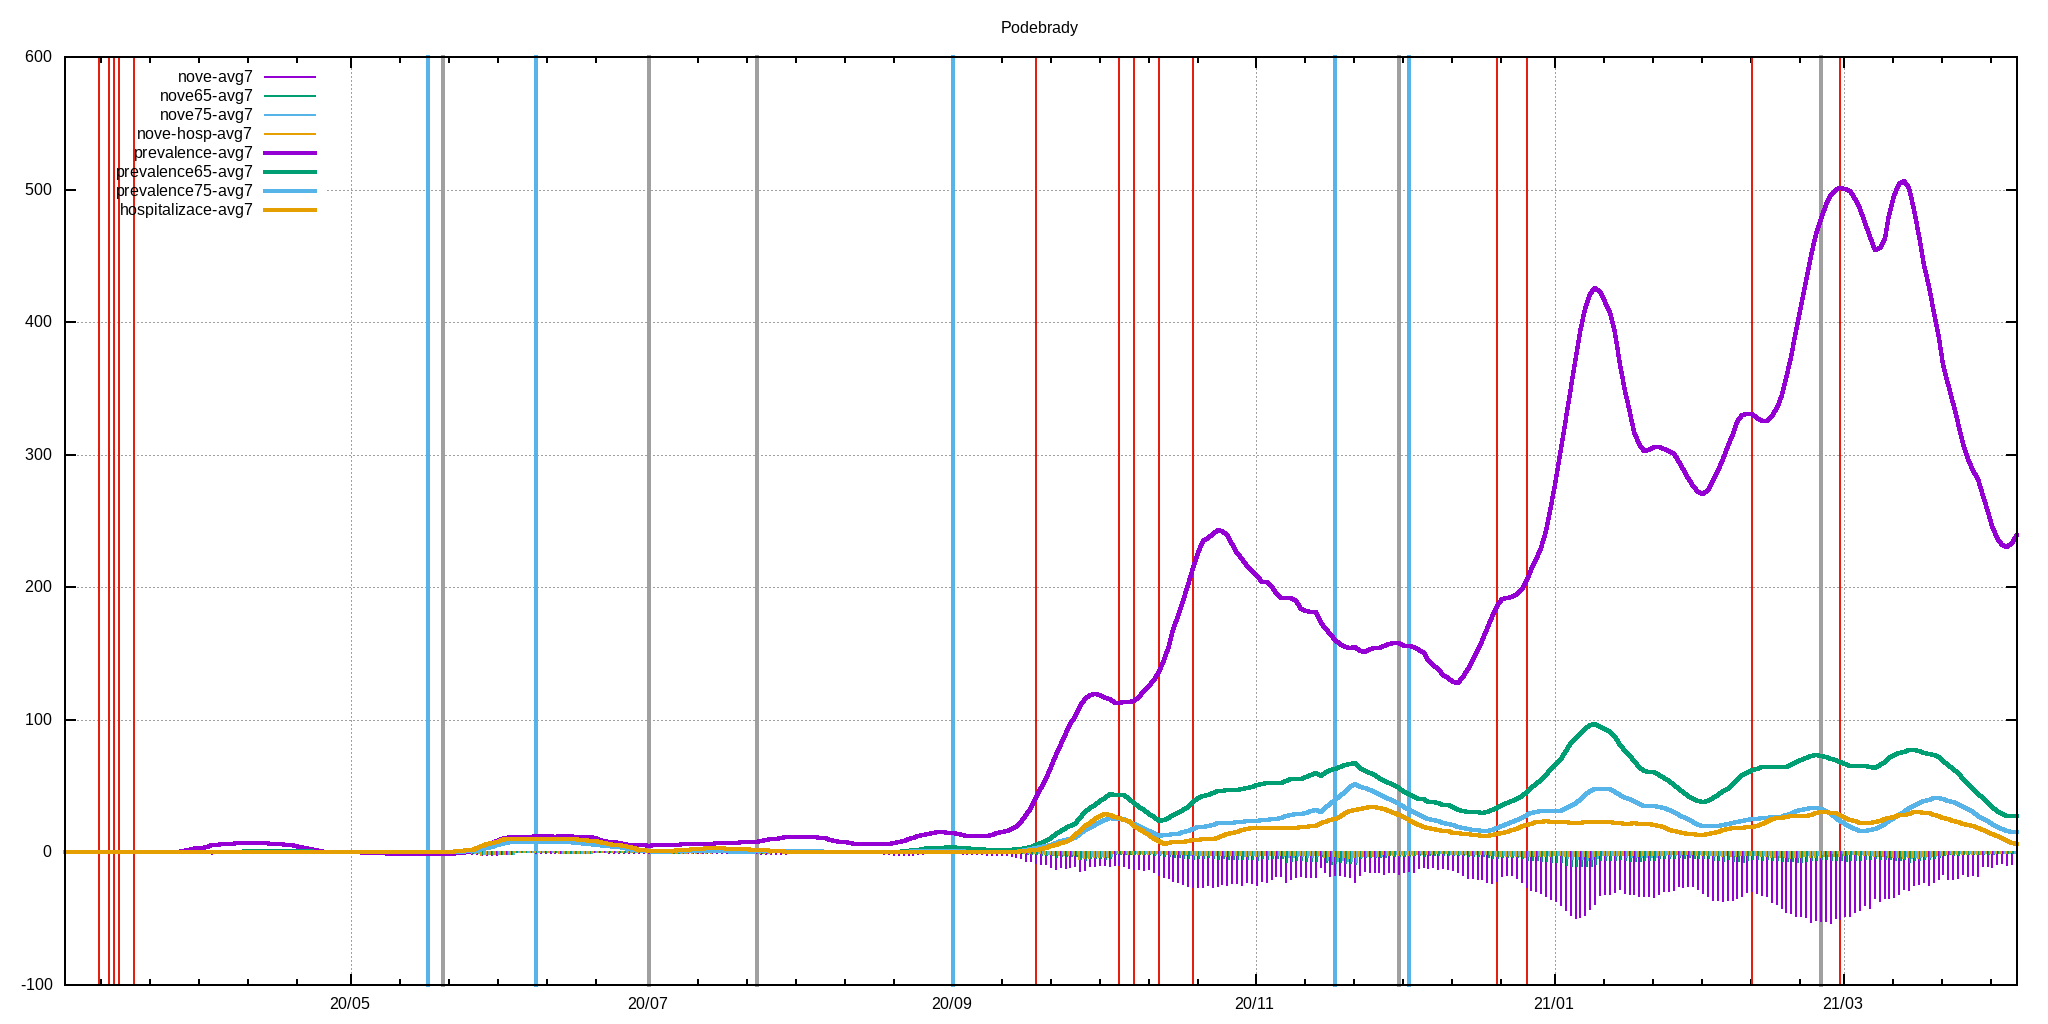 Podebrady
600
500
400
300
200
100
0
-100
nove-avg7
nove65-avg7
nove75-avg7
nove-hosp-avg7
prevalence-avg7
prevalence65-avg7
prevalence75-avg7
hospitalizace-avg7
20/05 20/07 20/09 20/11 21/01 21/03